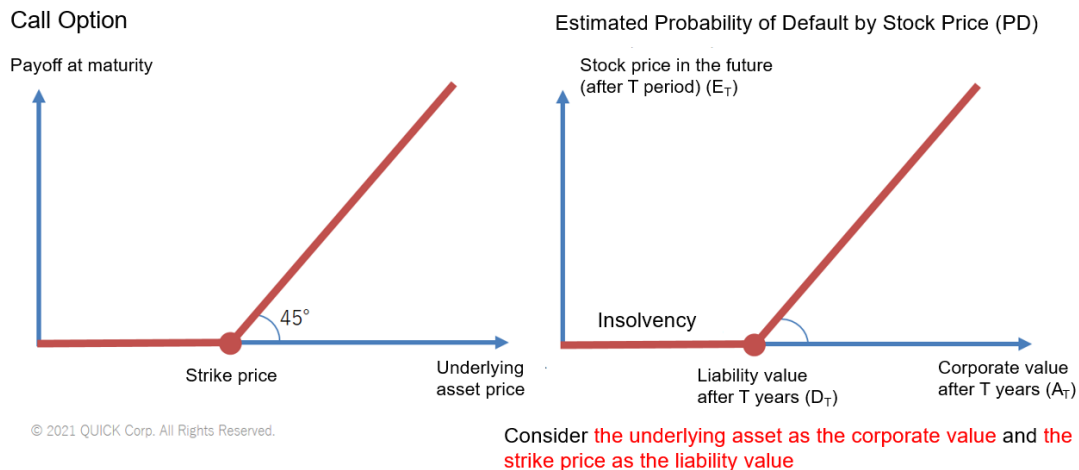 Call Option
Payoff at maturity
45°
Strike price
Underlying
asset price
© 2021 QUICK Corp. All Rights Reserved.
Estimated Probability of Default by Stock Price (PD)
Stock price in the future
(after T period) (E_T)
Insolvency
Liability value
after T years (D_T)
Corporate value
after T years (A_T)
Consider the underlying asset as the corporate value and the
strike price as the liability value